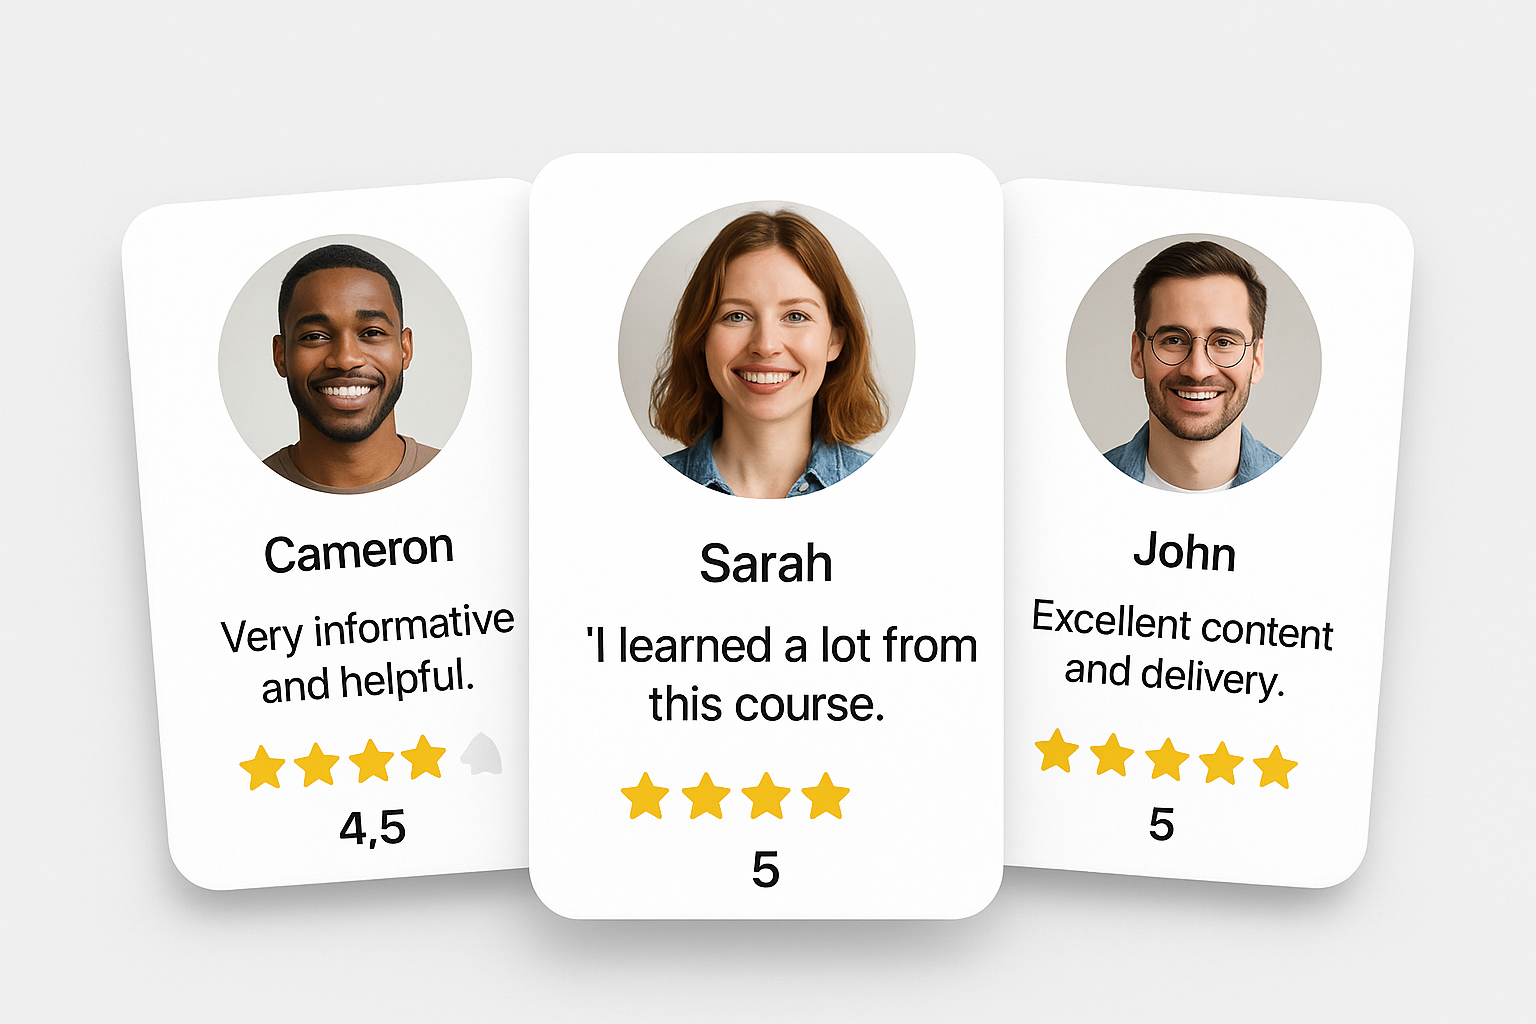 Cameron
Very informative
and helpful.
4,5
Sarah
'I learned a lot from
this course.
5
John
Excellent content
and delivery.
5